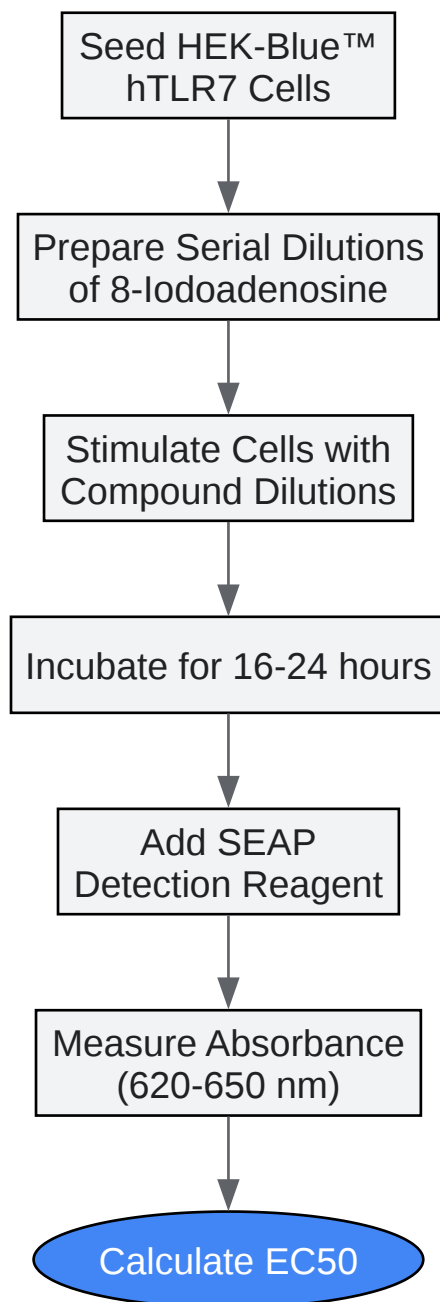 Seed HEK-Blue™
hTLR7 Cells
Prepare Serial Dilutions
of 8-Iodoadenosine
Stimulate Cells with
Compound Dilutions
Incubate for 16-24 hours
Add SEAP
Detection Reagent
Measure Absorbance
(620-650 nm)
Calculate EC50